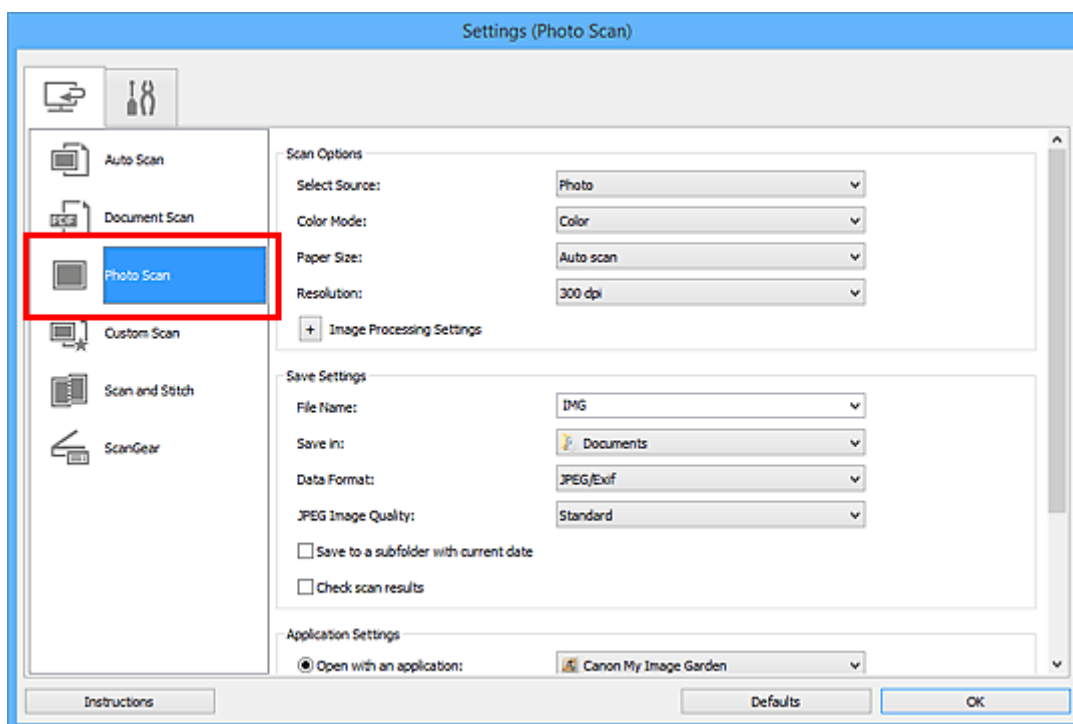 Settings (Photo Scan)
Auto Scan
PDF
Document Scan
Photo Scan
Custom Scan
Scan and Stitch
ScanGear
Scan Options
Select Source: Photo
Color Mode: Color
Paper Size: Auto scan
Resolution: 300 dpi
+ Image Processing Settings
Save Settings
File Name: IMG
Save in: Documents
Data Format: JPEG/Exif
JPEG Image Quality: Standard
Save to a subfolder with current date
Check scan results
Application Settings
Open with an application: Canon My Image Garden
Instructions Defaults OK